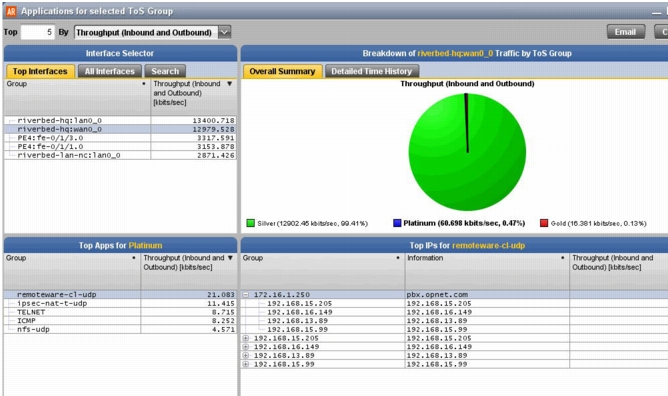 AR Applications for selected ToS Group
Top 5 By Throughput (Inbound and Outbound)
Email
Interface Selector
Top Interfaces All Interfaces Search
Group Throughput (Inbound and Outbound) [kbits/sec]
riverbed-hq:lan0_0 13400.718
riverbed-hq:wan0_0 12979.528
PE4:fe-0/1/3.0 3317.591
PE4:fe-0/1/1.0 3153.878
riverbed-lan-nc:lan0_0 2871.426
Breakdown of riverbed-hq:wan0_0 Traffic by ToS Group
Overall Summary Detailed Time History
Throughput (Inbound and Outbound)
Silver (12902.45 kbits/sec, 99.41%) Platinum (60.698 kbits/sec, 0.47%) Gold (16.381 kbits/sec, 0.13%)
Top Apps for Platinum
Group Throughput (Inbound and Outbound) [kbits/sec]
remoteware-cl-udp 21.083
ipsec-nat-t-udp 11.415
TELNET 8.715
ICMP 8.252
nfs-udp 4.571
Top IPs for remoteware-cl-udp
Group Information Throughput (Inbound and Outbound) [kbits/sec]
172.16.1.250 pbx.opnet.com
192.168.15.205 192.168.15.205
192.168.16.149 192.168.16.149
192.168.13.89 192.168.13.89
192.168.15.99 192.168.15.99
192.168.15.205 192.168.15.205
192.168.16.149 192.168.16.149
192.168.13.89 192.168.13.89
192.168.15.99 192.168.15.99